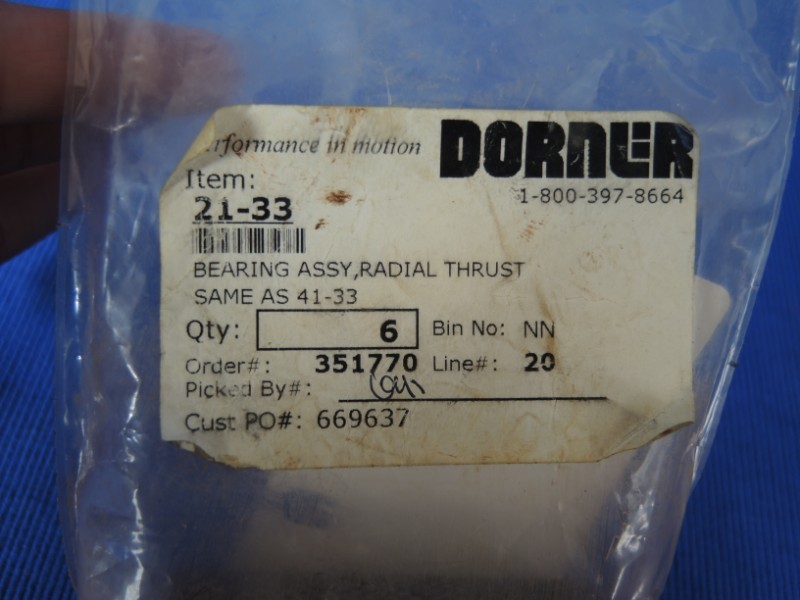 rformance in motion DORNER
Item: 1-800-397-8664
21-33
BEARING ASSY,RADIAL THRUST
SAME AS 41-33
Qty: 6 Bin No: NN
Order#: 351770 Line#: 20
Picked By#:
Cust PO#: 669637